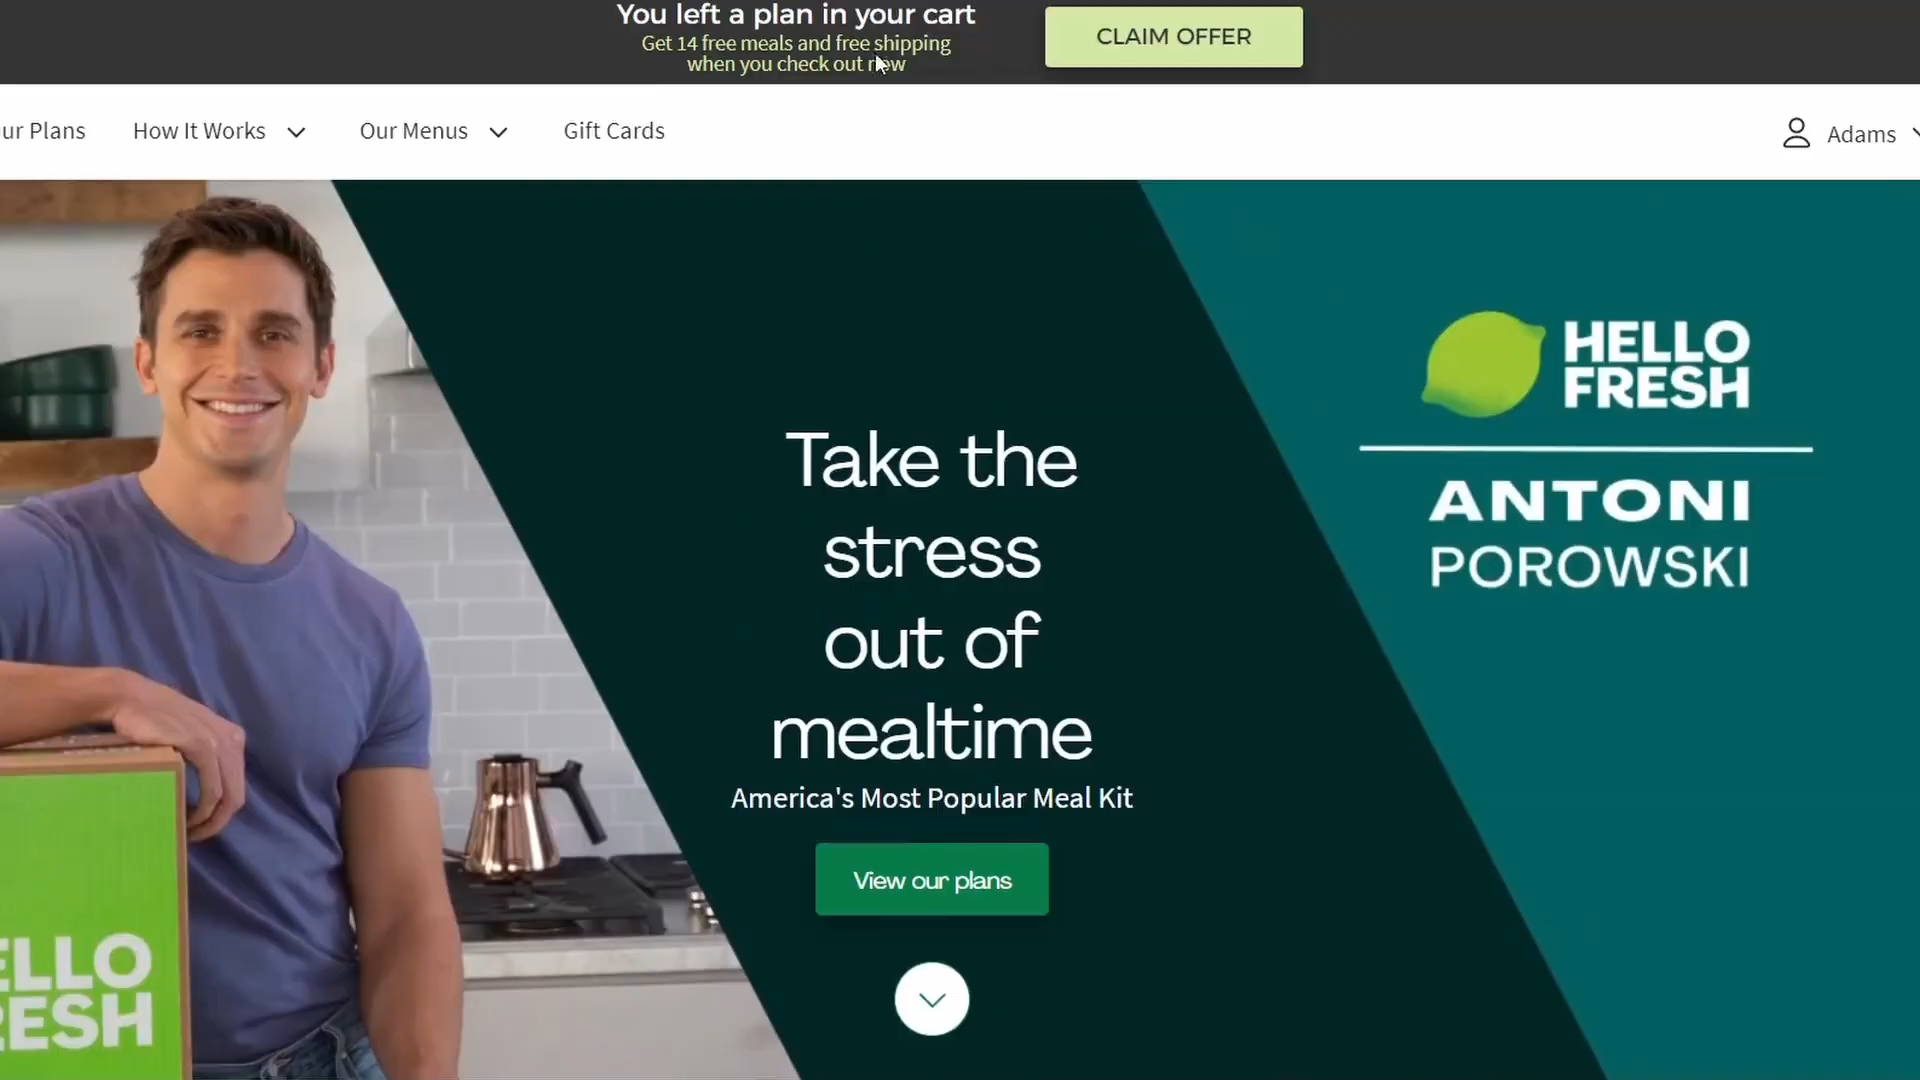 You left a plan in your cart
Get 14 free meals and free shipping
when you check out now
CLAIM OFFER
ur Plans
How It Works
Our Menus
Gift Cards
Adams
HELLO
FRESH
ANTONI
POROWSKI
Take the
stress
out of
mealtime
America's Most Popular Meal Kit
View our plans
ELLO
RESH